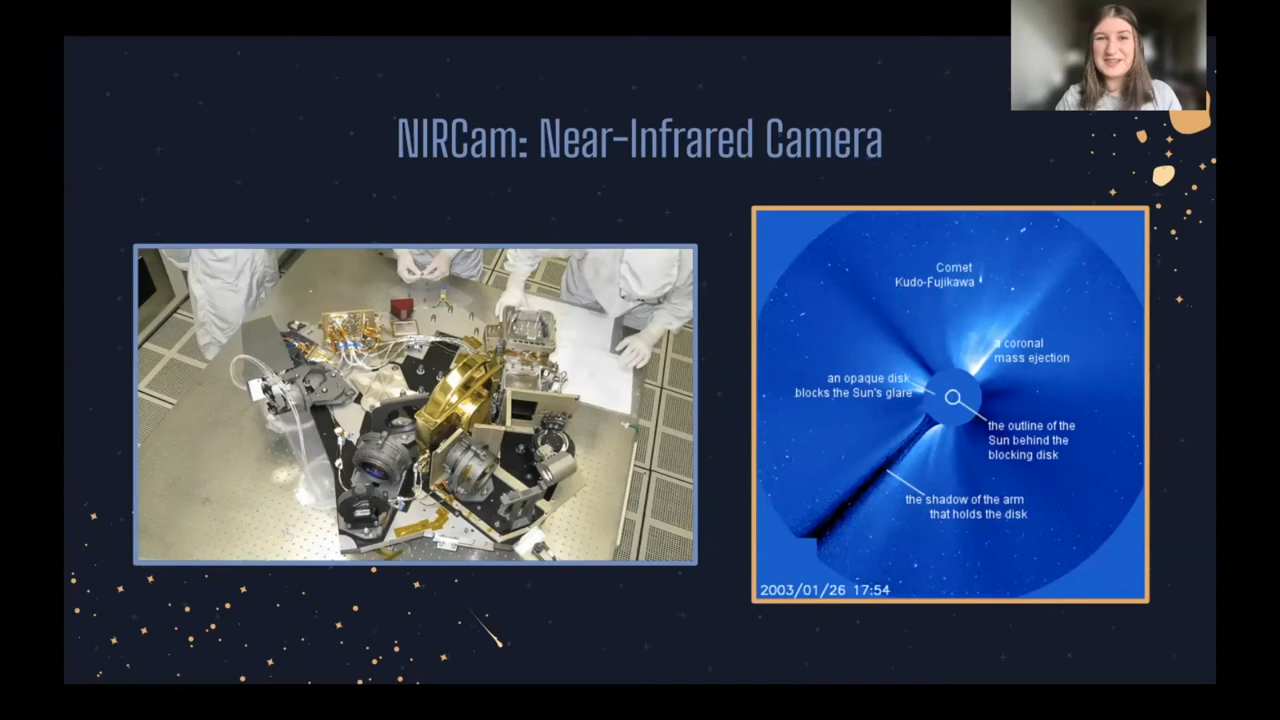 NIRCam: Near-Infrared Camera
Comet
Kudo-Fujikawa
a coronal
mass ejection
an opaque disk
blocks the Sun's glare
the outline of the
Sun behind the
blocking disk
the shadow of the arm
that holds the disk
2003/01/26 17:54